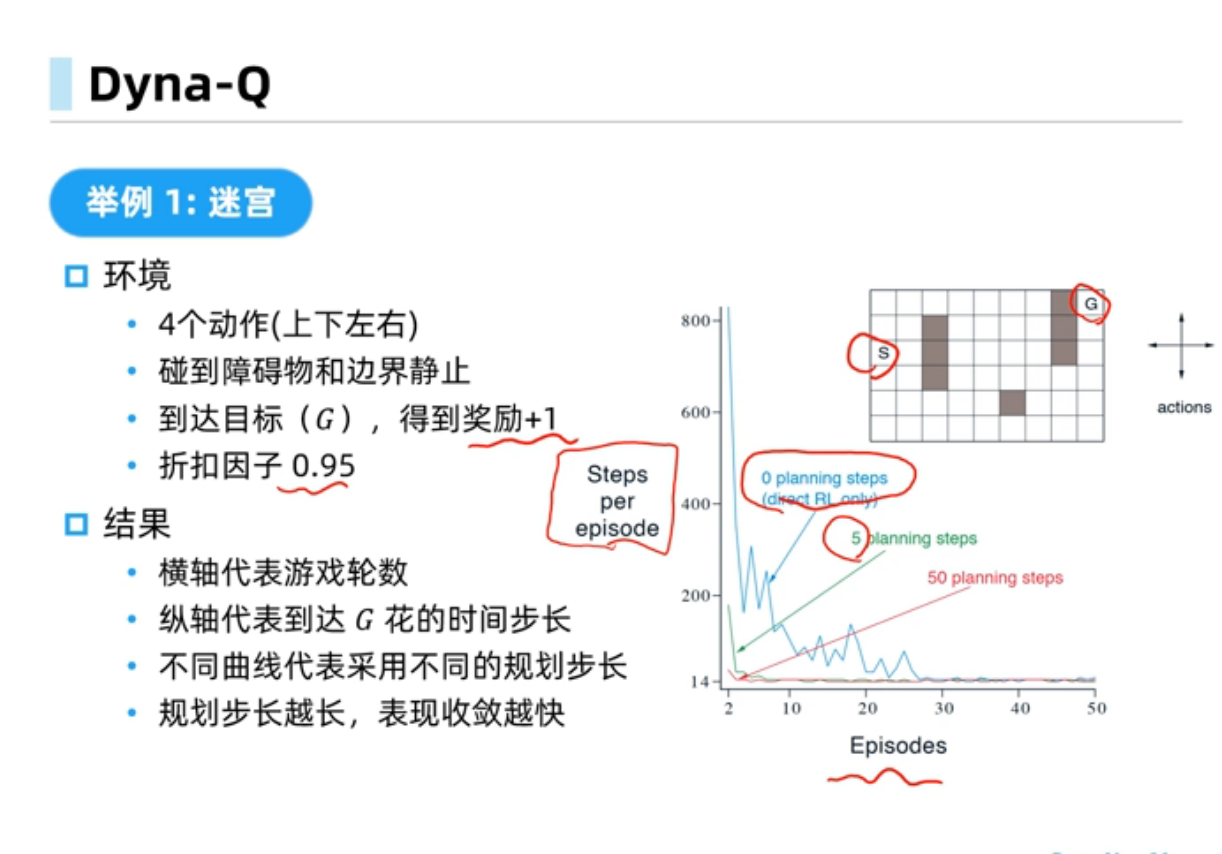 Dyna-Q
举例 1: 迷宫
环境
4个动作(上下左右)
碰到障碍物和边界静止
到达目标（G），得到奖励+1
折扣因子 0.95
结果
横轴代表游戏轮数
纵轴代表到达 G 花的时间步长
不同曲线代表采用不同的规划步长
规划步长越长，表现收敛越快
Steps
per
episode
800
600
400
200
14
2
10
20
30
40
50
Episodes
0 planning steps
(direct RL only)
5 planning steps
50 planning steps
S
G
actions